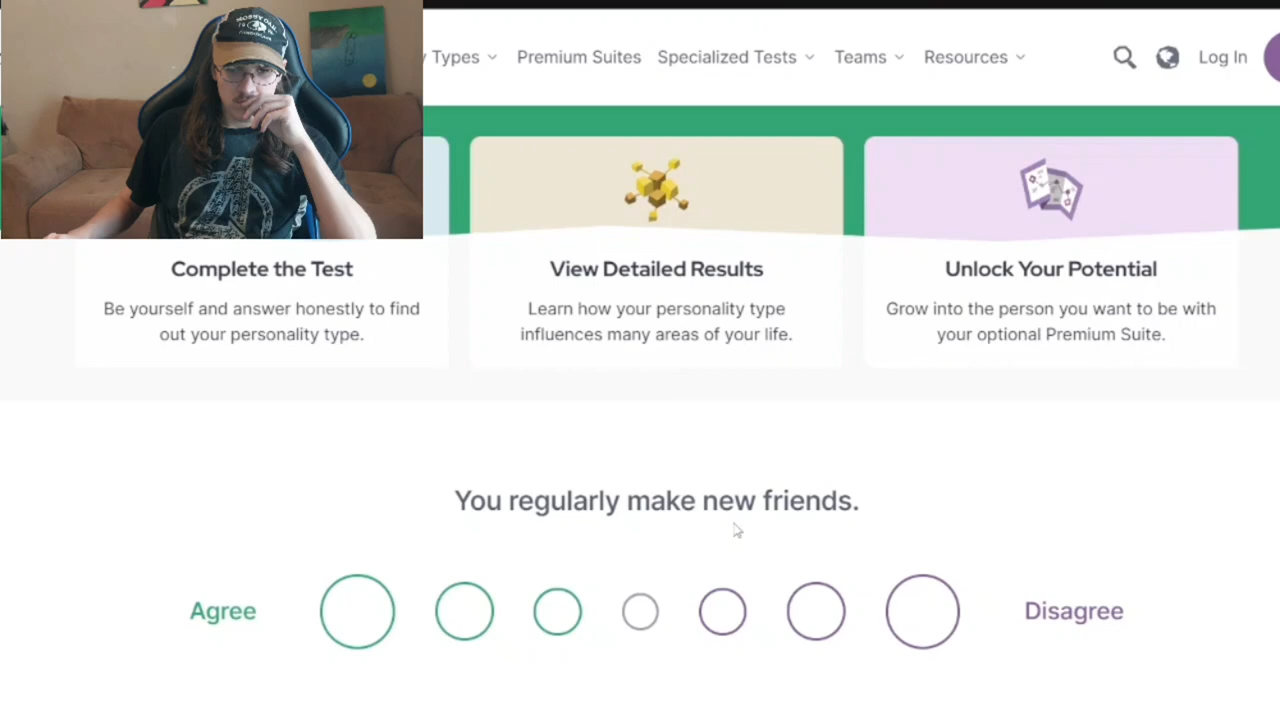 Types
Premium Suites
Specialized Tests
Teams
Resources
Log In
Complete the Test
Be yourself and answer honestly to find
out your personality type.
View Detailed Results
Learn how your personality type
influences many areas of your life.
Unlock Your Potential
Grow into the person you want to be with
your optional Premium Suite.
You regularly make new friends.
Agree
Disagree